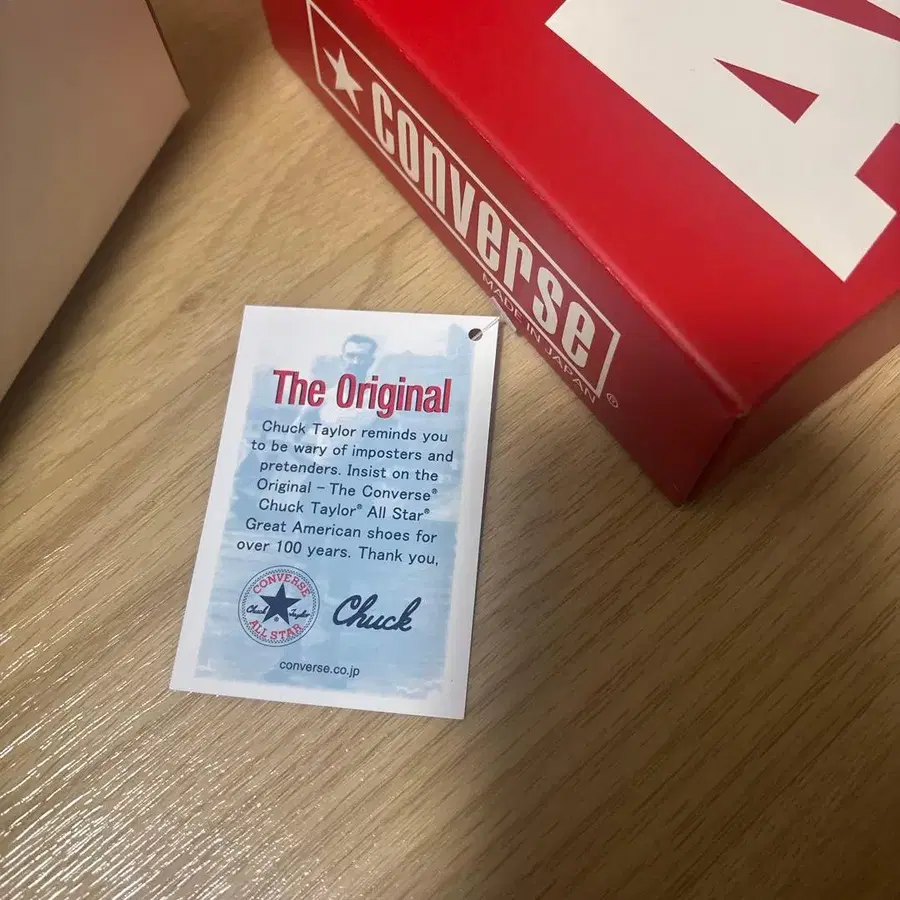 converse
MADE IN JAPAN ®
A
The Original
Chuck Taylor reminds you
to be wary of imposters and
pretenders. Insist on the
Original – The Converse®
Chuck Taylor® All Star®
Great American shoes for
over 100 years. Thank you,
CONVERSE
Chuck Taylor
®
ALL STAR
Chuck
converse.co.jp